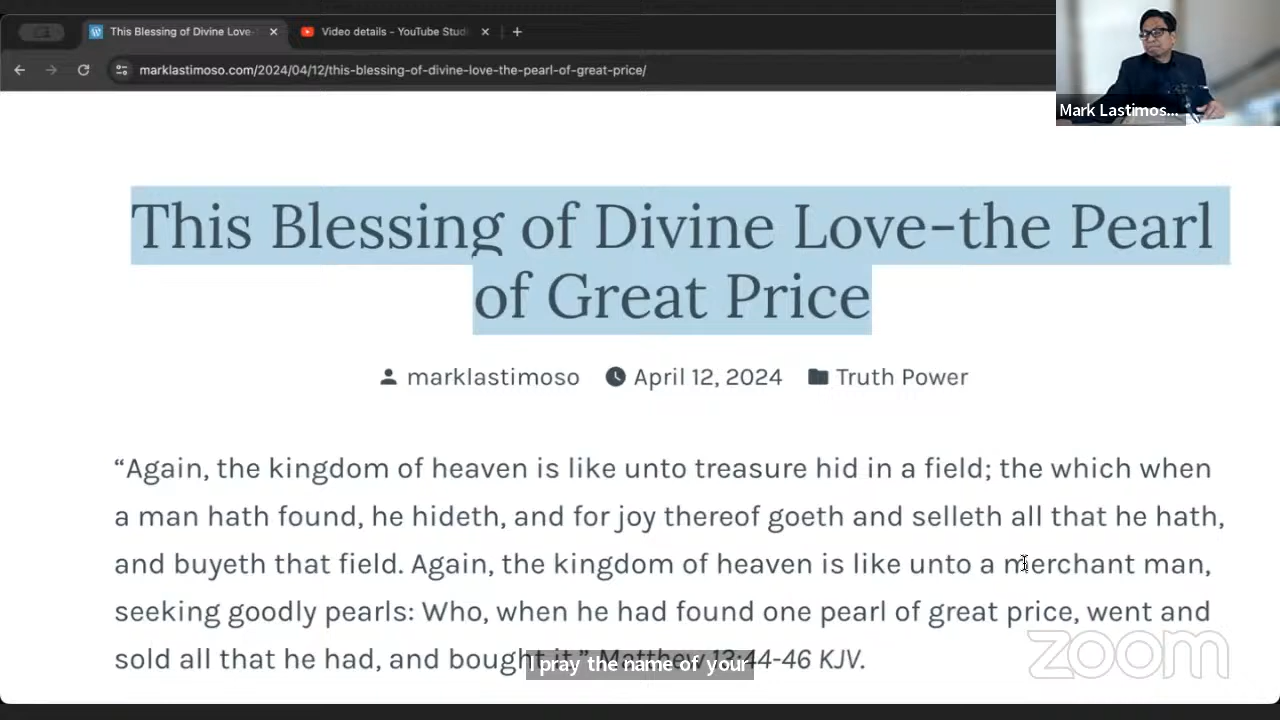 This Blessing of Divine Love-
Video details - YouTube Stud
marklastimoso.com/2024/04/12/this-blessing-of-divine-love-the-pearl-of-great-price/
Mark Lastimos...
This Blessing of Divine Love-the Pearl
of Great Price
marklastimoso April 12, 2024 Truth Power
“Again, the kingdom of heaven is like unto treasure hid in a field; the which when
a man hath found, he hideth, and for joy thereof goeth and selleth all that he hath,
and buyeth that field. Again, the kingdom of heaven is like unto a merchant man,
seeking goodly pearls: Who, when he had found one pearl of great price, went and
sold all that he had, and bought it.” Matthew 13:44-46 KJV.
I pray the name of your
zoom